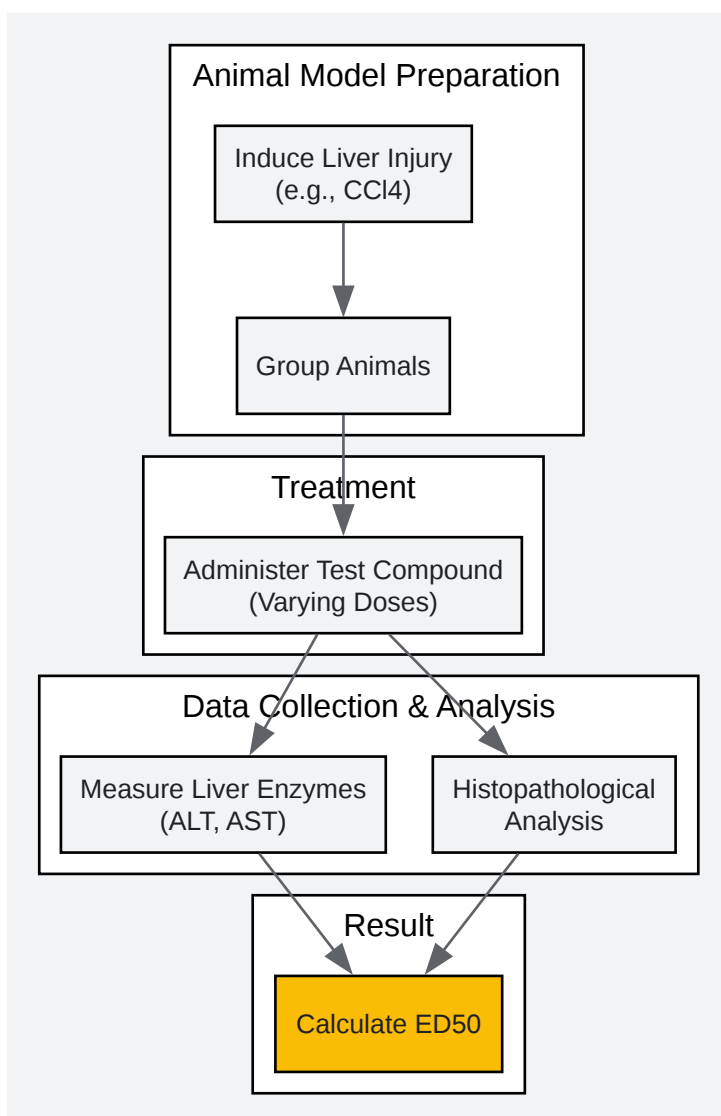 Animal Model Preparation
Induce Liver Injury
(e.g., CCl4)
Group Animals
Treatment
Administer Test Compound
(Varying Doses)
Data Collection & Analysis
Measure Liver Enzymes
(ALT, AST)
Histopathological
Analysis
Result
Calculate ED50